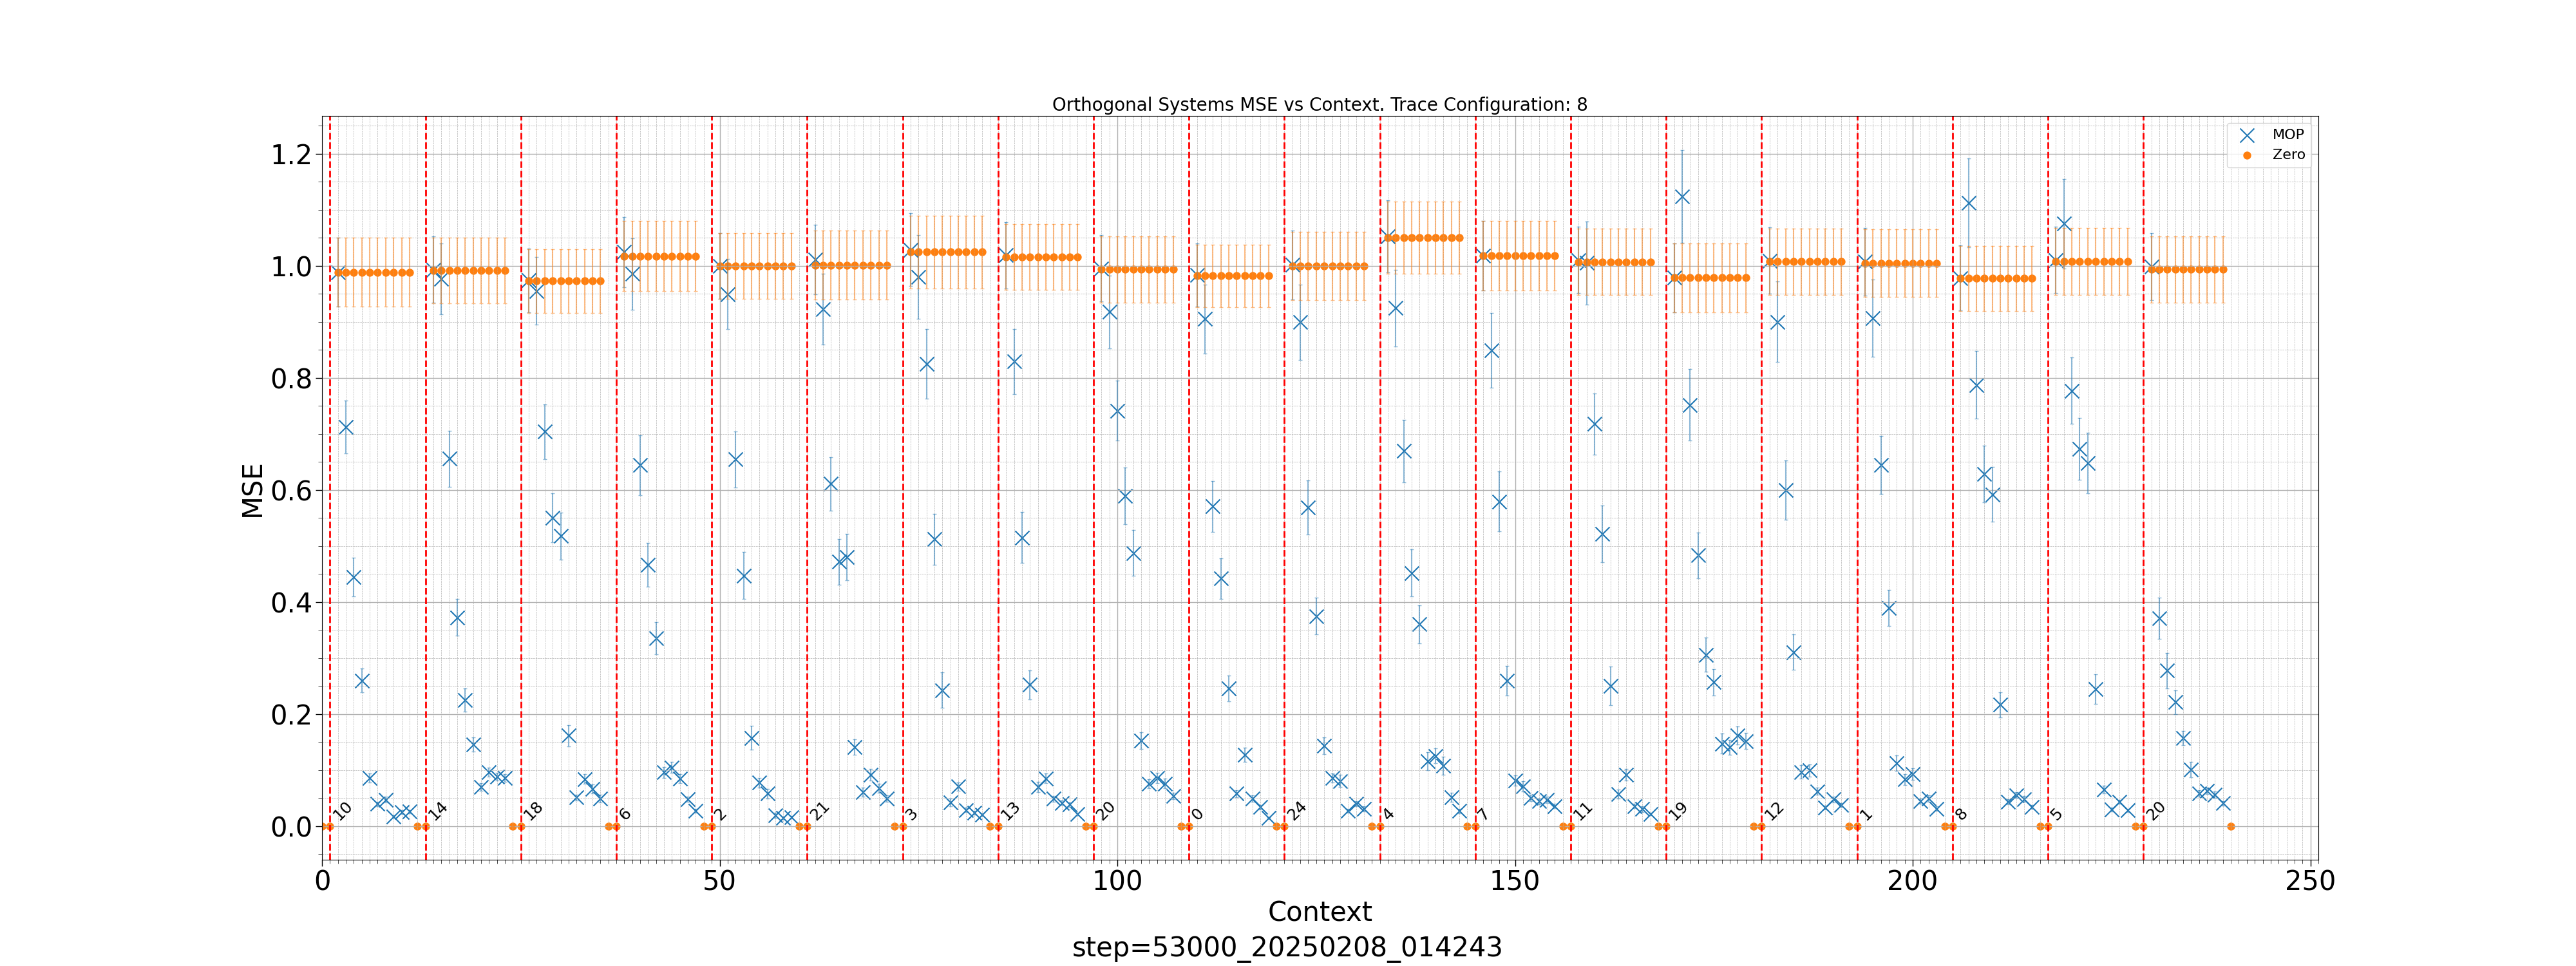 Orthogonal Systems MSE vs Context. Trace Configuration: 8
MOP
Zero
MSE
1.2
1.0
0.8
0.6
0.4
0.2
0.0
10 14 18 6 2 21 3 13 20 0 24 4 7 11 19 12 1 8 5 20
0 50 100 150 200 250
Context
step=53000_20250208_014243